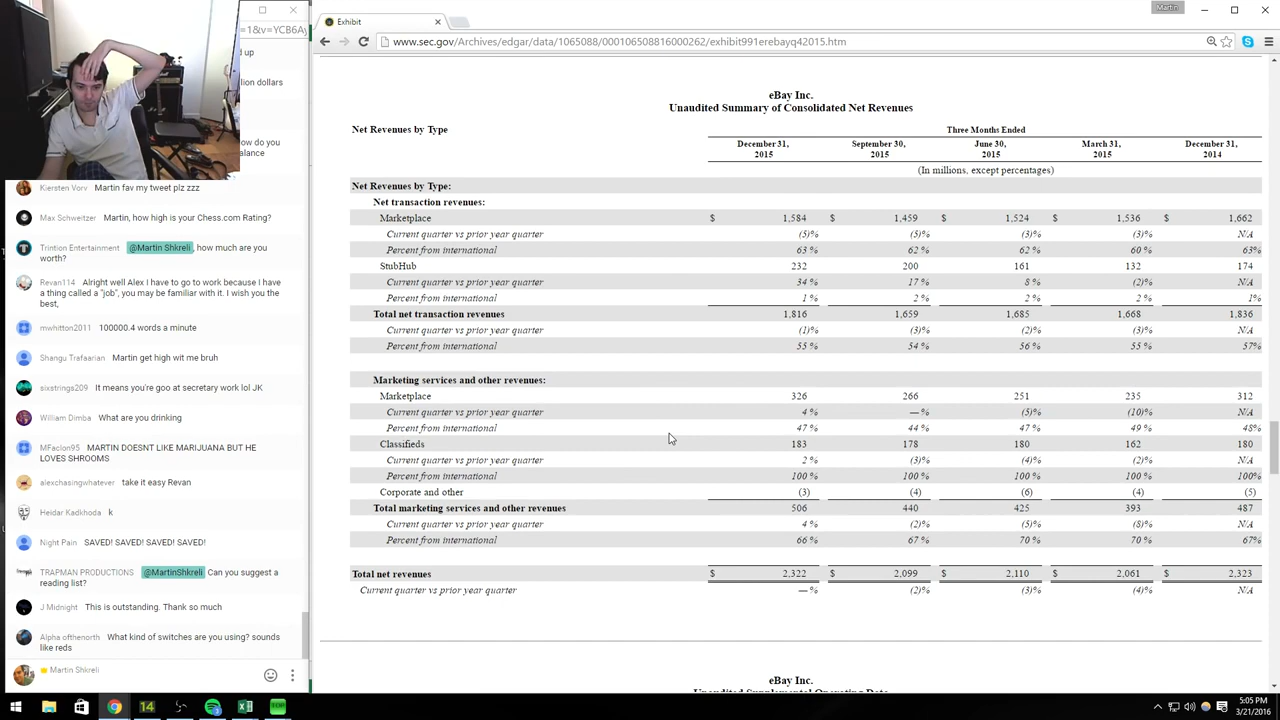 =1&v=YCB6Ay
d up
lion dollars
ow do you
alance
Kiersten Vorv Martin fav my tweet plz zzz
Max Schweitzer Martin, how high is your Chess.com Rating?
Trintion Entertainment @Martin Shkreli, how much are you
worth?
Revan114 Alright well Alex I have to go to work because I
have a thing called a "job", you may be familiar with it. I wish you the
best,
mwhitton2011 100000.4 words a minute
Shangu Trafaarian Martin get high wit me bruh
sixstrings209 It means you're goo at secretary work lol JK
William Dimba What are you drinking
MFaclon95 MARTIN DOESNT LIKE MARIJUANA BUT HE
LOVES SHROOMS
alexchasingwhatever take it easy Revan
Heidar Kadkhoda k
Night Pain SAVED! SAVED! SAVED! SAVED!
TRAPMAN PRODUCTIONS @MartinShkreli Can you suggest a
reading list?
J Midnight This is outstanding. Thank so much
Alpha ofthenorth What kind of switches are you using? sounds
like reds
Martin Shkreli
Martin
Exhibit
www.sec.gov/Archives/edgar/data/1065088/000106508816000262/exhibit991erebayq42015.htm
eBay Inc.
Unaudited Summary of Consolidated Net Revenues
Net Revenues by Type Three Months Ended
December 31, September 30, June 30, March 31, December 31,
2015 2015 2015 2015 2014
(In millions, except percentages)
Net Revenues by Type:
Net transaction revenues:
Marketplace $ 1,584 $ 1,459 $ 1,524 $ 1,536 $ 1,662
Current quarter vs prior year quarter (5)% (5)% (3)% (3)% N/A
Percent from international 63 % 62 % 62 % 60 % 63%
StubHub 232 200 161 132 174
Current quarter vs prior year quarter 34 % 17 % 8 % (2)% N/A
Percent from international 1 % 2 % 2 % 2 % 1%
Total net transaction revenues 1,816 1,659 1,685 1,668 1,836
Current quarter vs prior year quarter (1)% (3)% (2)% (3)% N/A
Percent from international 55 % 54 % 56 % 55 % 57%
Marketing services and other revenues:
Marketplace 326 266 251 235 312
Current quarter vs prior year quarter 4 % —% (5)% (10)% N/A
Percent from international 47 % 44 % 47 % 49 % 48%
Classifieds 183 178 180 162 180
Current quarter vs prior year quarter 2 % (3)% (4)% (2)% N/A
Percent from international 100 % 100 % 100 % 100 % 100%
Corporate and other (3) (4) (6) (4) (5)
Total marketing services and other revenues 506 440 425 393 487
Current quarter vs prior year quarter 4 % (2)% (5)% (8)% N/A
Percent from international 66 % 67 % 70 % 70 % 67%
Total net revenues $ 2,322 $ 2,099 $ 2,110 $ 2,061 $ 2,323
Current quarter vs prior year quarter —% (2)% (3)% (4)% N/A
eBay Inc.
Unaudited Supplemental Operating Data
14
5:05 PM
3/21/2016